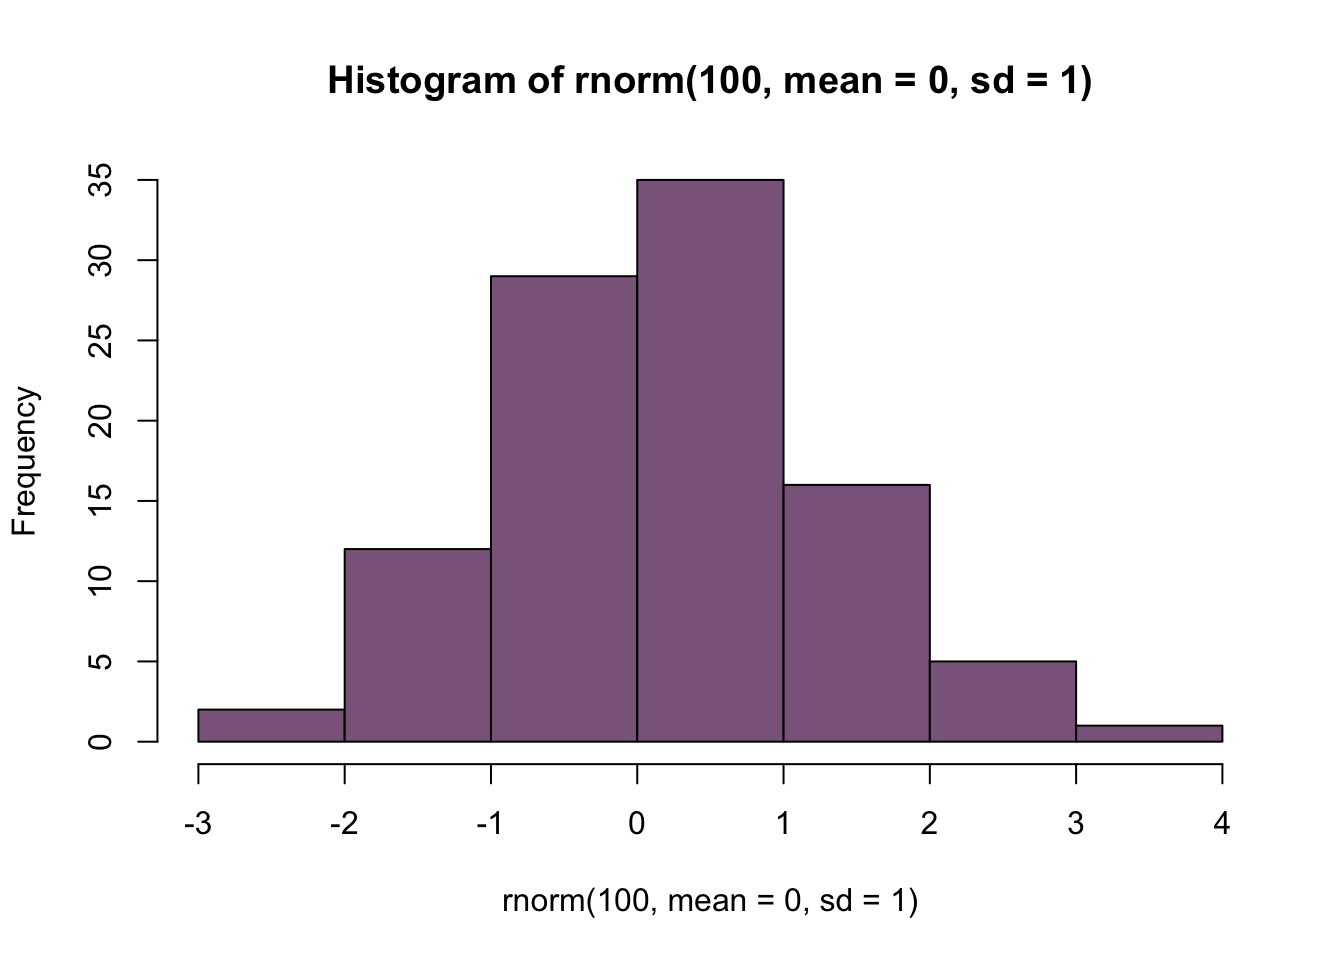 Histogram of rnorm(100, mean = 0, sd = 1)
Frequency
35
30
25
20
15
10
5
0
-3 -2 -1 0 1 2 3 4
rnorm(100, mean = 0, sd = 1)